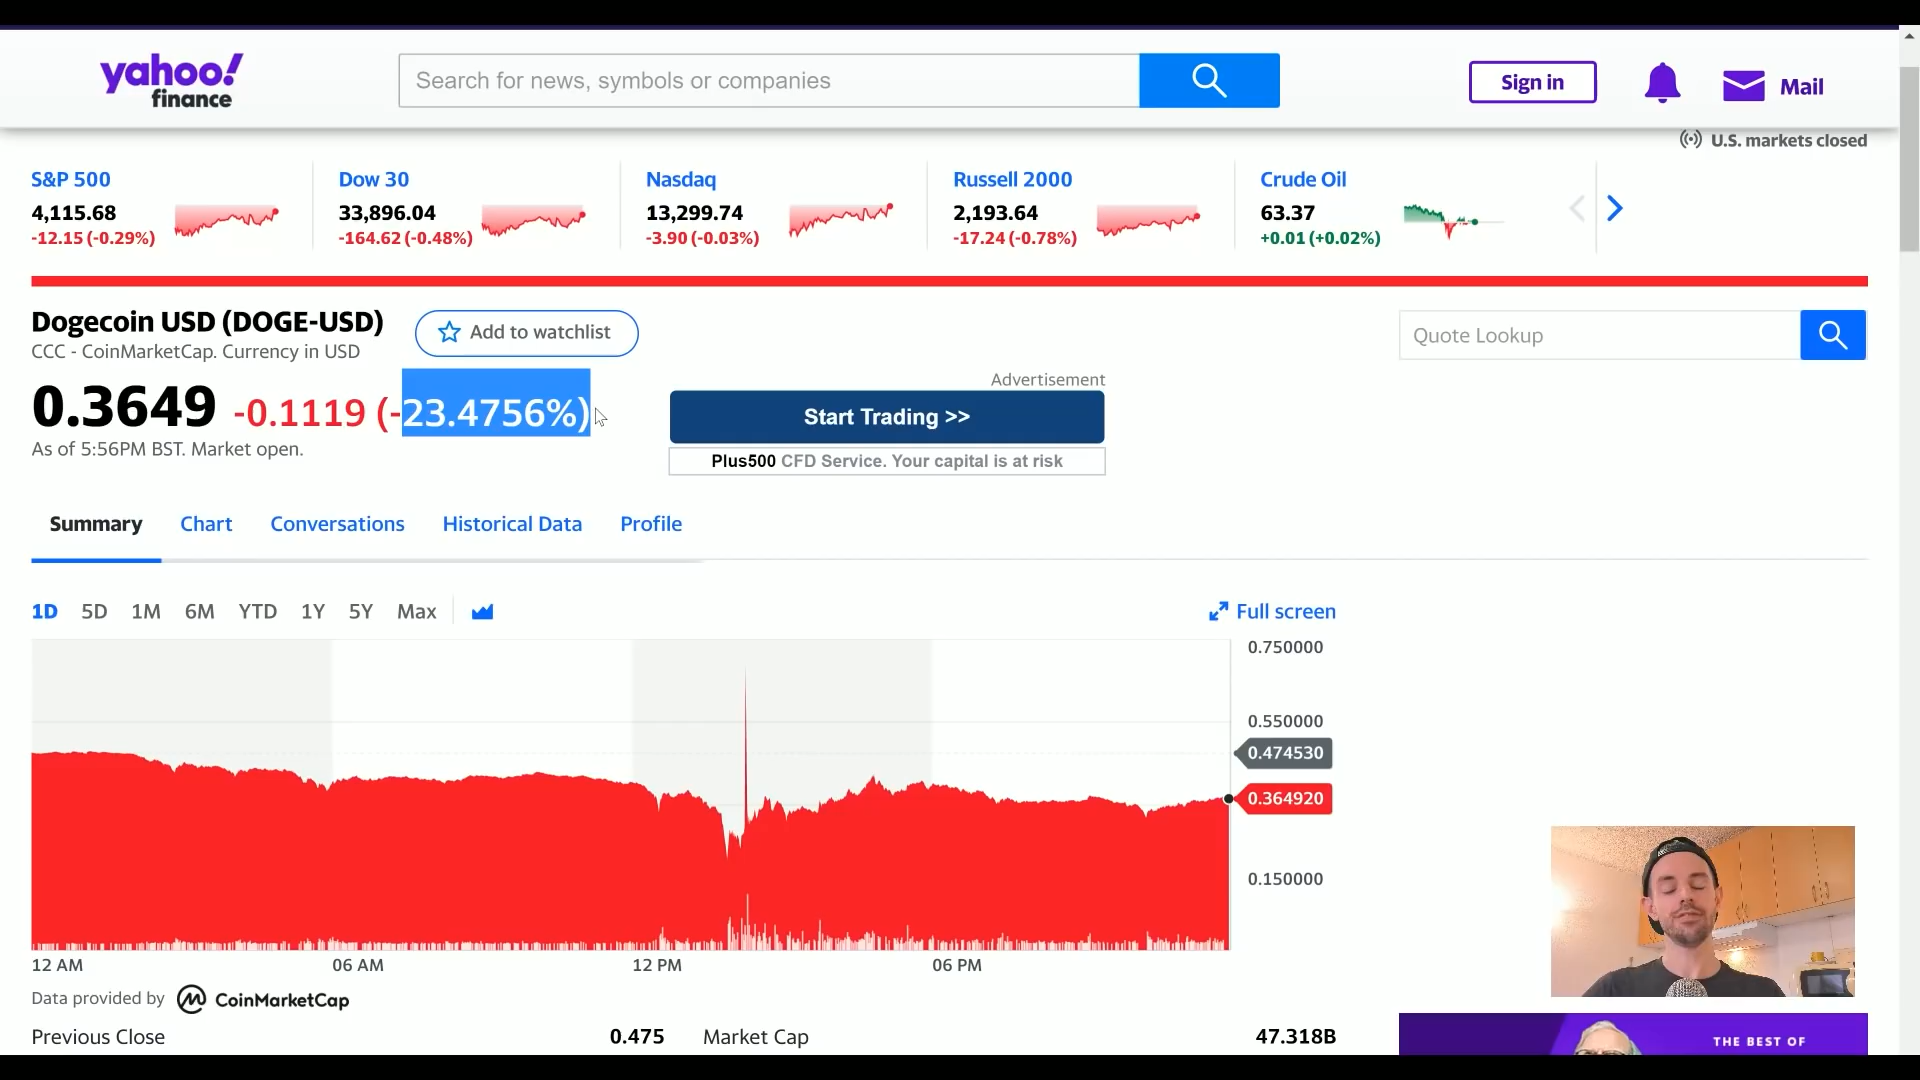 yahoo!
finance
Search for news, symbols or companies
Sign in
Mail
U.S. markets closed
S&P 500
4,115.68
-12.15 (-0.29%)
Dow 30
33,896.04
-164.62 (-0.48%)
Nasdaq
13,299.74
-3.90 (-0.03%)
Russell 2000
2,193.64
-17.24 (-0.78%)
Crude Oil
63.37
+0.01 (+0.02%)
Dogecoin USD (DOGE-USD)
Add to watchlist
CCC - CoinMarketCap. Currency in USD
Quote Lookup
0.3649 -0.1119 (-23.4756%)
As of 5:56PM BST. Market open.
Advertisement
Start Trading >>
Plus500 CFD Service. Your capital is at risk
Summary Chart Conversations Historical Data Profile
1D 5D 1M 6M YTD 1Y 5Y Max
Full screen
0.750000
0.550000
0.474530
0.364920
0.150000
12 AM 06 AM 12 PM 06 PM
Data provided by CoinMarketCap
Previous Close 0.475 Market Cap 47.318B
THE BEST OF